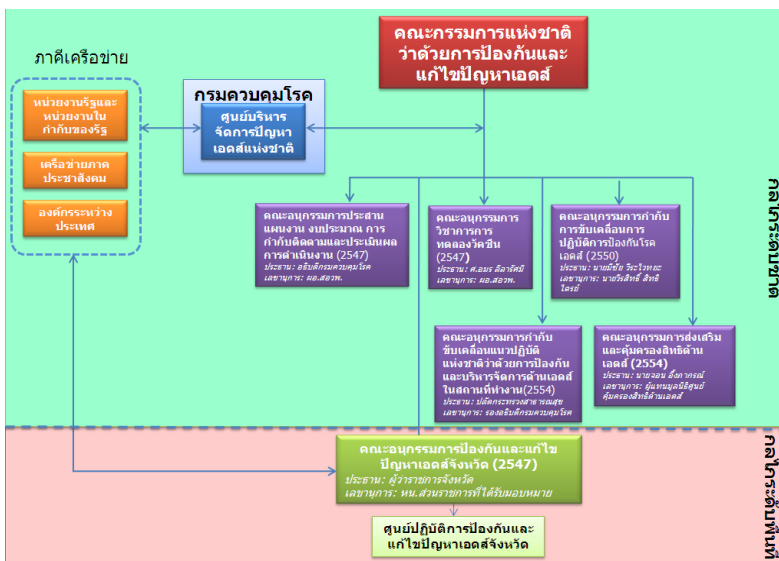 คณะกรรมการแห่งชาติ
ว่าด้วยการป้องกันและ
แก้ไขปัญหาเอดส์
ภาคีเครือข่าย
หน่วยงานรัฐและ
หน่วยงานใน
กำกับของรัฐ
เครือข่ายภาค
ประชาสังคม
องค์กรระหว่าง
ประเทศ
กรมควบคุมโรค
ศูนย์บริหาร
จัดการปัญหา
เอดส์แห่งชาติ
คณะอนุกรรมการประสาน
แผนงาน งบประมาณ การ
กำกับติดตามและประเมินผล
การดำเนินงาน (2547)
ประธาน: อธิบดีกรมควบคุมโรค
เลขานุการ: ผอ.สอวพ.
คณะอนุกรรมการ
วิชาการการ
ทดลองวัคซีน
(2547)
ประธาน: ศ.อมร ลีลารัศมี
เลขานุการ: ผอ.สอวพ.
คณะอนุกรรมการกำกับ
การขับเคลื่อนการ
ปฏิบัติการป้องกันโรค
เอดส์ (2550)
ประธาน: นายมีชัย วีระไวทยะ
เลขานุการ: นายวีรสิทธิ์ สิทธิ
ไตรย์
คณะอนุกรรมการกำกับ
ขับเคลื่อนแนวปฏิบัติ
แห่งชาติว่าด้วยการป้องกัน
และบริหารจัดการด้านเอดส์
ในสถานที่ทำงาน(2554)
ประธาน: ปลัดกระทรวงสาธารณสุข
เลขานุการ: รองอธิบดีกรมควบคุมโรค
คณะอนุกรรมการส่งเสริม
และคุ้มครองสิทธิด้าน
เอดส์ (2554)
ประธาน: นายจอน อึ๊งภากรณ์
เลขานุการ: ผู้แทนมูลนิธิศูนย์
คุ้มครองสิทธิด้านเอดส์
กลไกระดับชาติ
คณะอนุกรรมการป้องกันและแก้ไข
ปัญหาเอดส์จังหวัด (2547)
ประธาน: ผู้ว่าราชการจังหวัด
เลขานุการ: หน.ส่วนราชการที่ได้รับมอบหมาย
ศูนย์ปฏิบัติการป้องกันและ
แก้ไขปัญหาเอดส์จังหวัด
กลไกระดับพื้นที่